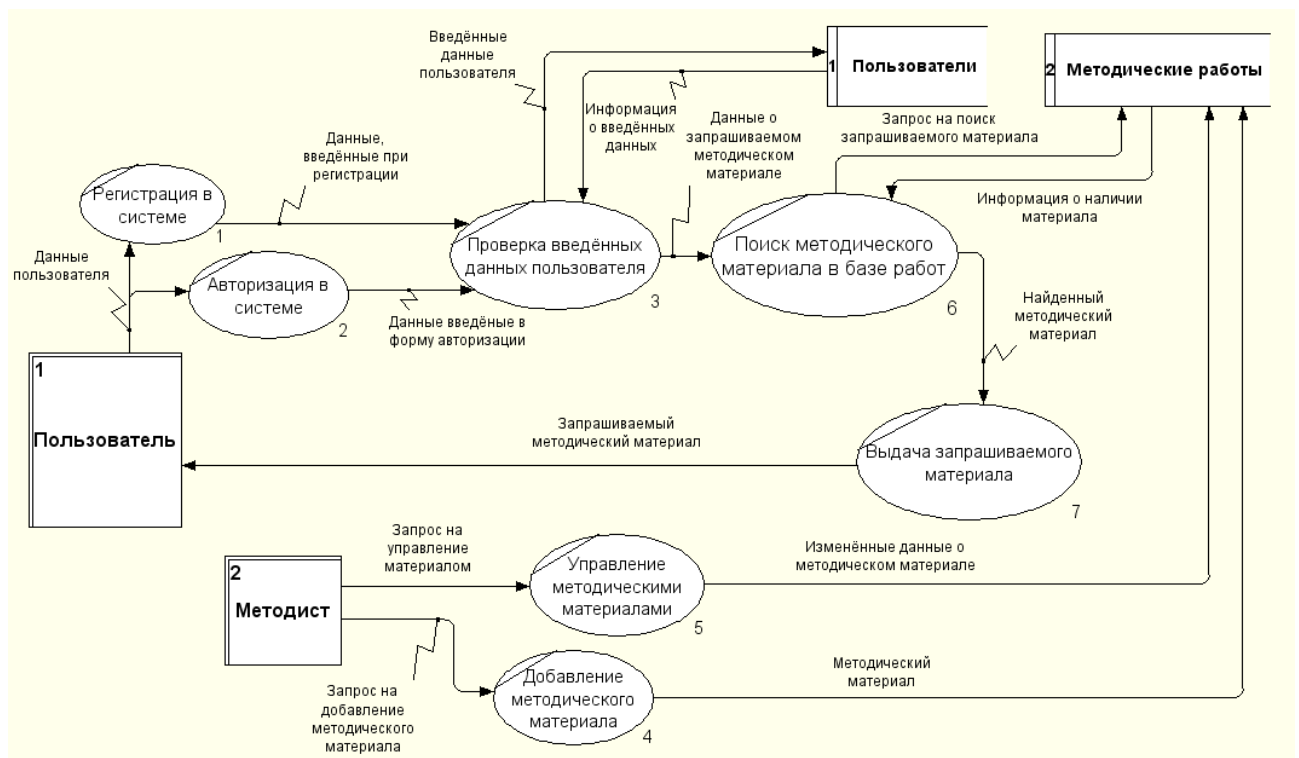 Введённые
данные
пользователя
1
Пользователи
2
Методические работы
Информация
о введённых
данных
Данные о
запрашиваемом
методическом
материале
Запрос на поиск
запрашиваемого материала
Данные,
введённые при
регистрации
Регистрация в
системе
1
Информация о наличии
материала
Проверка введённых
данных пользователя
3
Поиск методического
материала в базе работ
6
Данные
пользователя
Авторизация в
системе
2
Данные введёные в
форму авторизации
Найденный
методический
материал
1
Пользователь
Запрашиваемый
методический материал
Выдача запрашиваемого
материала
7
Запрос на
управление
материалом
2
Методист
Управление
методическими
материалами
5
Изменённые данные о
методическом материале
Запрос на
добавление
методического
материала
Добавление
методического
материала
4
Методический
материал